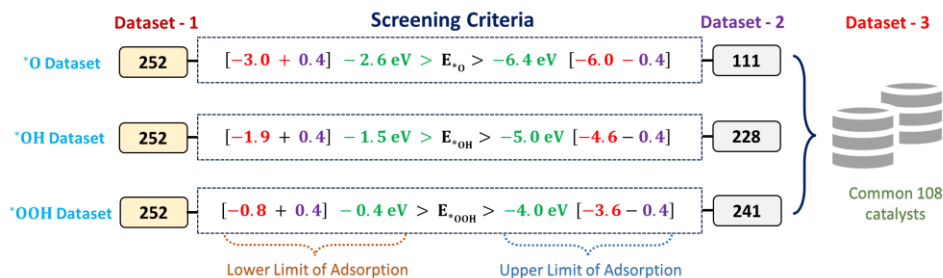 Dataset - 1 Screening Criteria Dataset - 2 Dataset - 3
*O Dataset 252 [−3.0 + 0.4] − 2.6 eV > E*O > −6.4 eV [−6.0 − 0.4] 111
*OH Dataset 252 [−1.9 + 0.4] − 1.5 eV > E*OH > −5.0 eV [−4.6 − 0.4] 228
*OOH Dataset 252 [−0.8 + 0.4] − 0.4 eV > E*OOH > −4.0 eV [−3.6 − 0.4] 241
Common 108
catalysts
Lower Limit of Adsorption Upper Limit of Adsorption